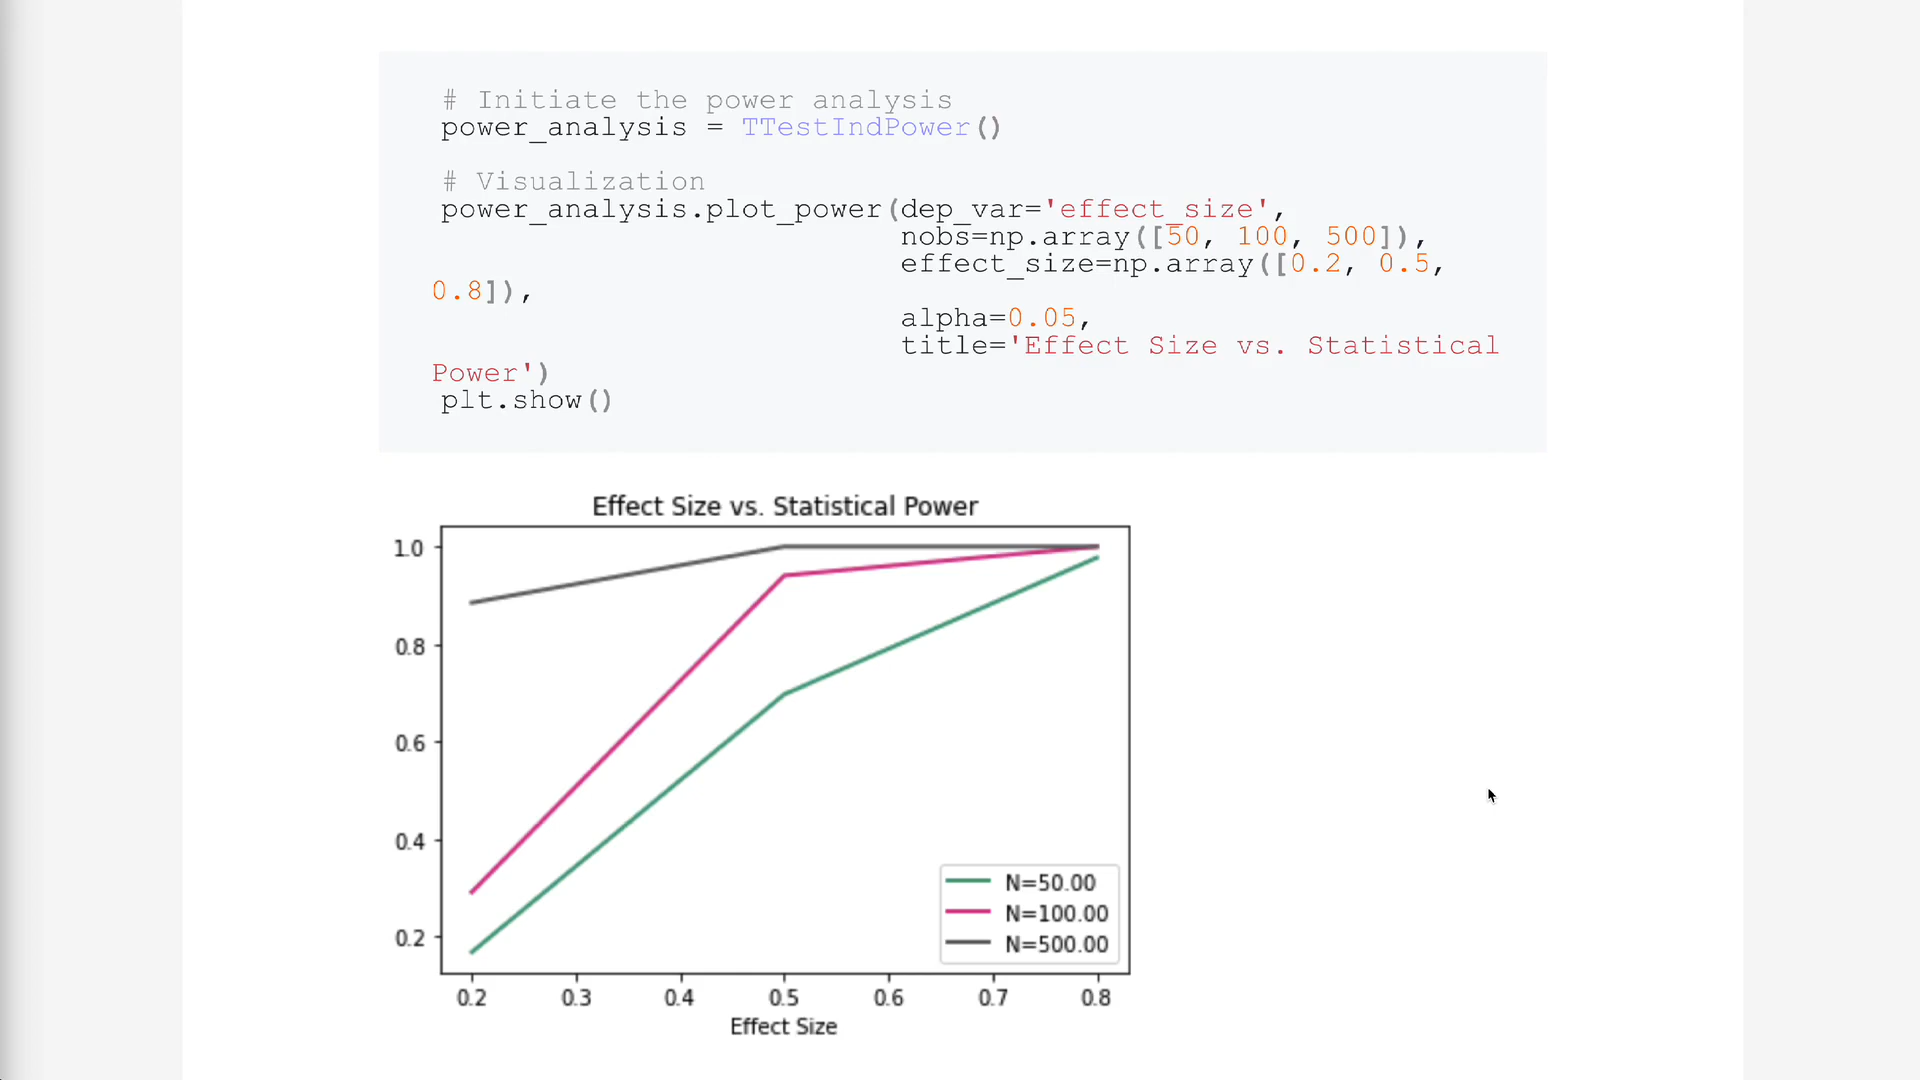 # Initiate the power analysis
power_analysis = TTestIndPower()
# Visualization
power_analysis.plot_power(dep_var='effect_size',
nobs=np.array([50, 100, 500]),
effect_size=np.array([0.2, 0.5,
0.8]),
alpha=0.05,
title='Effect Size vs. Statistical
Power')
plt.show()
Effect Size vs. Statistical Power
1.0
0.8
0.6
0.4
0.2
N=50.00
N=100.00
N=500.00
0.2 0.3 0.4 0.5 0.6 0.7 0.8
Effect Size